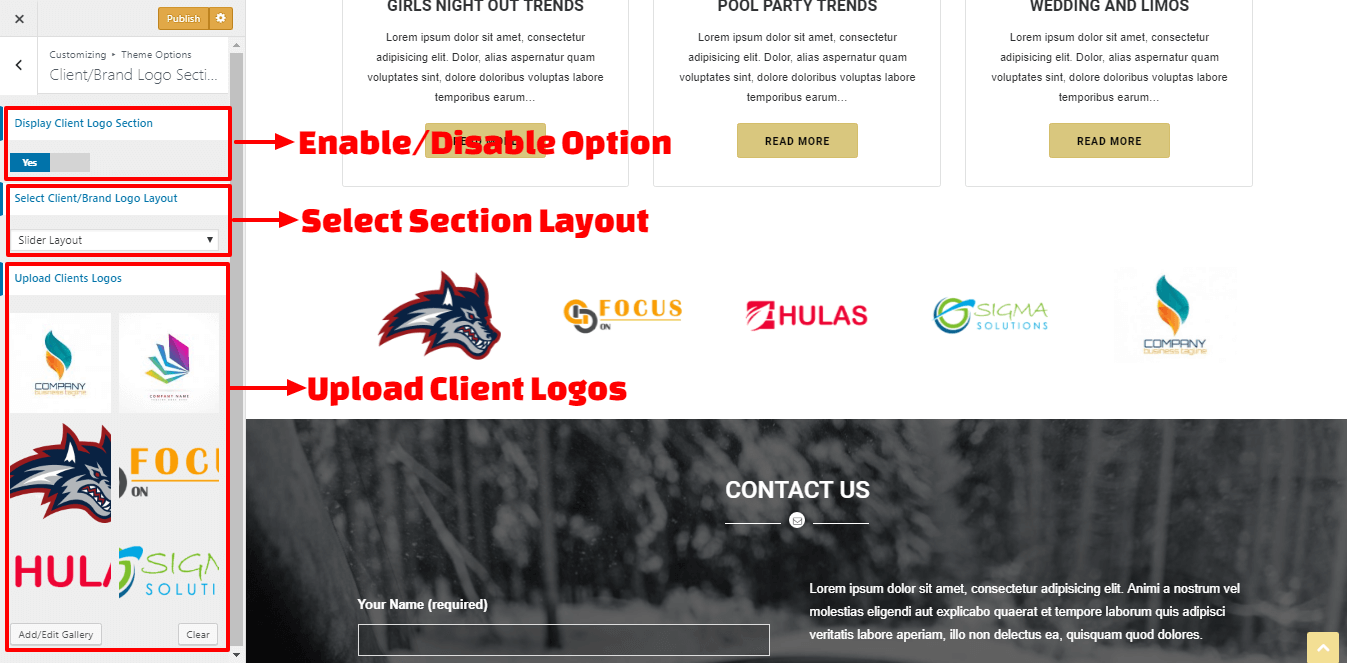 Publish
Customizing ▸ Theme Options
Client/Brand Logo Secti...
Display Client Logo Section
Yes
Select Client/Brand Logo Layout
Slider Layout
Upload Clients Logos
COMPANY
business tagline
COMPANY NAME
FOCU
ON
HULA
SIGM
SOLUTI
Add/Edit Gallery
Clear
Enable/Disable Option
Select Section Layout
Upload Client Logos
GIRLS NIGHT OUT TRENDS
Lorem ipsum dolor sit amet, consectetur
adipisicing elit. Dolor, alias aspernatur quam
voluptates sint, dolore doloribus voluptas labore
temporibus earum...
READ MORE
POOL PARTY TRENDS
Lorem ipsum dolor sit amet, consectetur
adipisicing elit. Dolor, alias aspernatur quam
voluptates sint, dolore doloribus voluptas labore
temporibus earum...
READ MORE
WEDDING AND LIMOS
Lorem ipsum dolor sit amet, consectetur
adipisicing elit. Dolor, alias aspernatur quam
voluptates sint, dolore doloribus voluptas labore
temporibus earum...
READ MORE
FOCUS
ON
HULAS
SIGMA
SOLUTIONS
COMPANY
business tagline
CONTACT US
Your Name (required)
Lorem ipsum dolor sit amet, consectetur adipisicing elit. Animi a nostrum vel
molestias eligendi aut explicabo quaerat et tempore laborum quis adipisci
veritatis labore aperiam, illo non delectus ea, quisquam quod dolores.